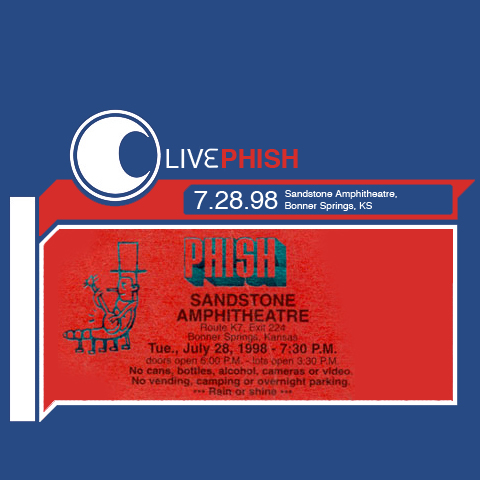 LIVEPHISH
7.28.98 Sandstone Amphitheatre,
Bonner Springs, KS
PHISH
SANDSTONE
AMPHITHEATRE
Route K7, Exit 224
Bonner Springs, Kansas
Tue., July 28, 1998 - 7:30 P.M.
doors open 6:00 P.M. - lots open 3:30 PM.
No cans, bottles, alcohol, cameras or video.
No vending, camping or overnight parking.
*** Rain or shine ***